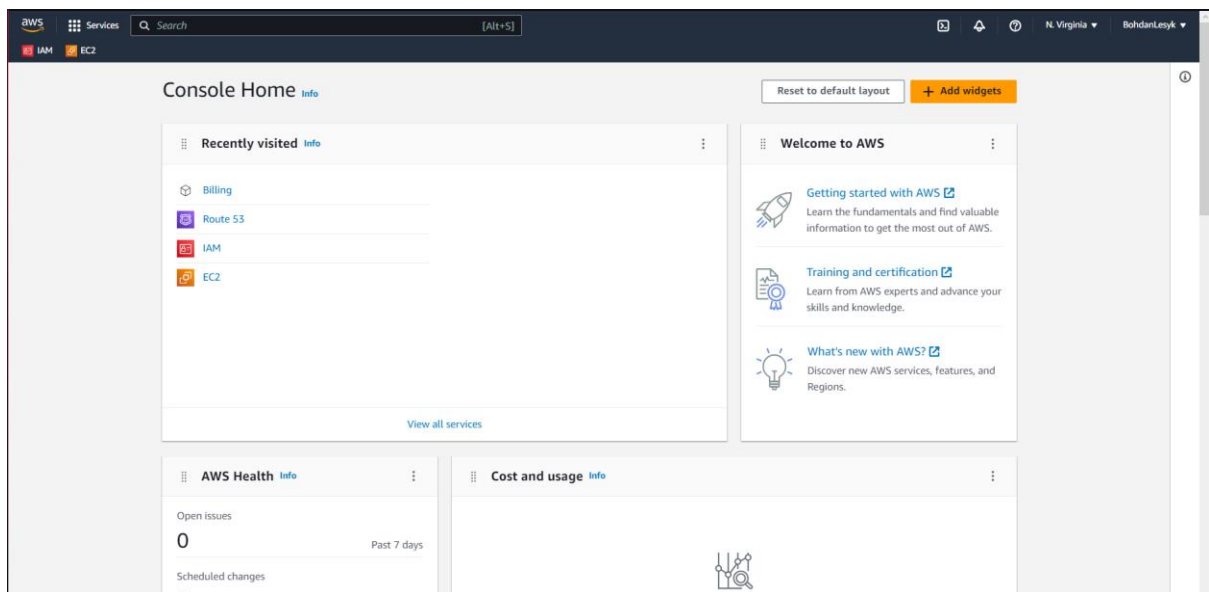 aws Services Search [Alt+S] N. Virginia BohdanLesyk
IAM EC2
Console Home Info
Reset to default layout + Add widgets
Recently visited Info
Billing
Route 53
IAM
EC2
View all services
Welcome to AWS
Getting started with AWS
Learn the fundamentals and find valuable
information to get the most out of AWS.
Training and certification
Learn from AWS experts and advance your
skills and knowledge.
What's new with AWS?
Discover new AWS services, features, and
Regions.
AWS Health Info
Open issues
0 Past 7 days
Scheduled changes
Cost and usage Info